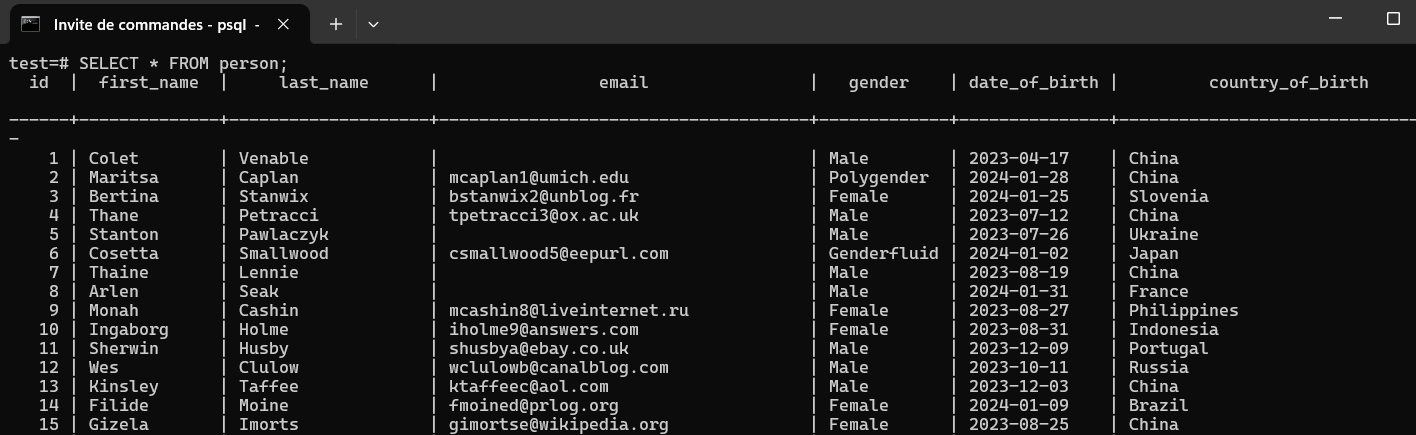 Invite de commandes - psql -
test=# SELECT * FROM person;
id | first_name | last_name | email | gender | date_of_birth | country_of_birth
------+--------------+--------------------+-------------------------------------+-------------+---------------+------------------------------
-
1 | Colet | Venable | | Male | 2023-04-17 | China
2 | Maritsa | Caplan | mcaplan1@umich.edu | Polygender | 2024-01-28 | China
3 | Bertina | Stanwix | bstanwix2@unblog.fr | Female | 2024-01-25 | Slovenia
4 | Thane | Petracci | tpetracci3@ox.ac.uk | Male | 2023-07-12 | China
5 | Stanton | Pawlaczyk | | Male | 2023-07-26 | Ukraine
6 | Cosetta | Smallwood | csmallwood5@eepurl.com | Genderfluid | 2024-01-02 | Japan
7 | Thaine | Lennie | | Male | 2023-08-19 | China
8 | Arlen | Seak | | Male | 2024-01-31 | France
9 | Monah | Cashin | mcashin8@liveinternet.ru | Female | 2023-08-27 | Philippines
10 | Ingaborg | Holme | iholme9@answers.com | Female | 2023-08-31 | Indonesia
11 | Sherwin | Husby | shusbya@ebay.co.uk | Male | 2023-12-09 | Portugal
12 | Wes | Clulow | wclulowb@canalblog.com | Male | 2023-10-11 | Russia
13 | Kinsley | Taffee | ktaffeec@aol.com | Male | 2023-12-03 | China
14 | Filide | Moine | fmoined@prlog.org | Female | 2024-01-09 | Brazil
15 | Gizela | Imorts | gimortse@wikipedia.org | Female | 2023-08-25 | China